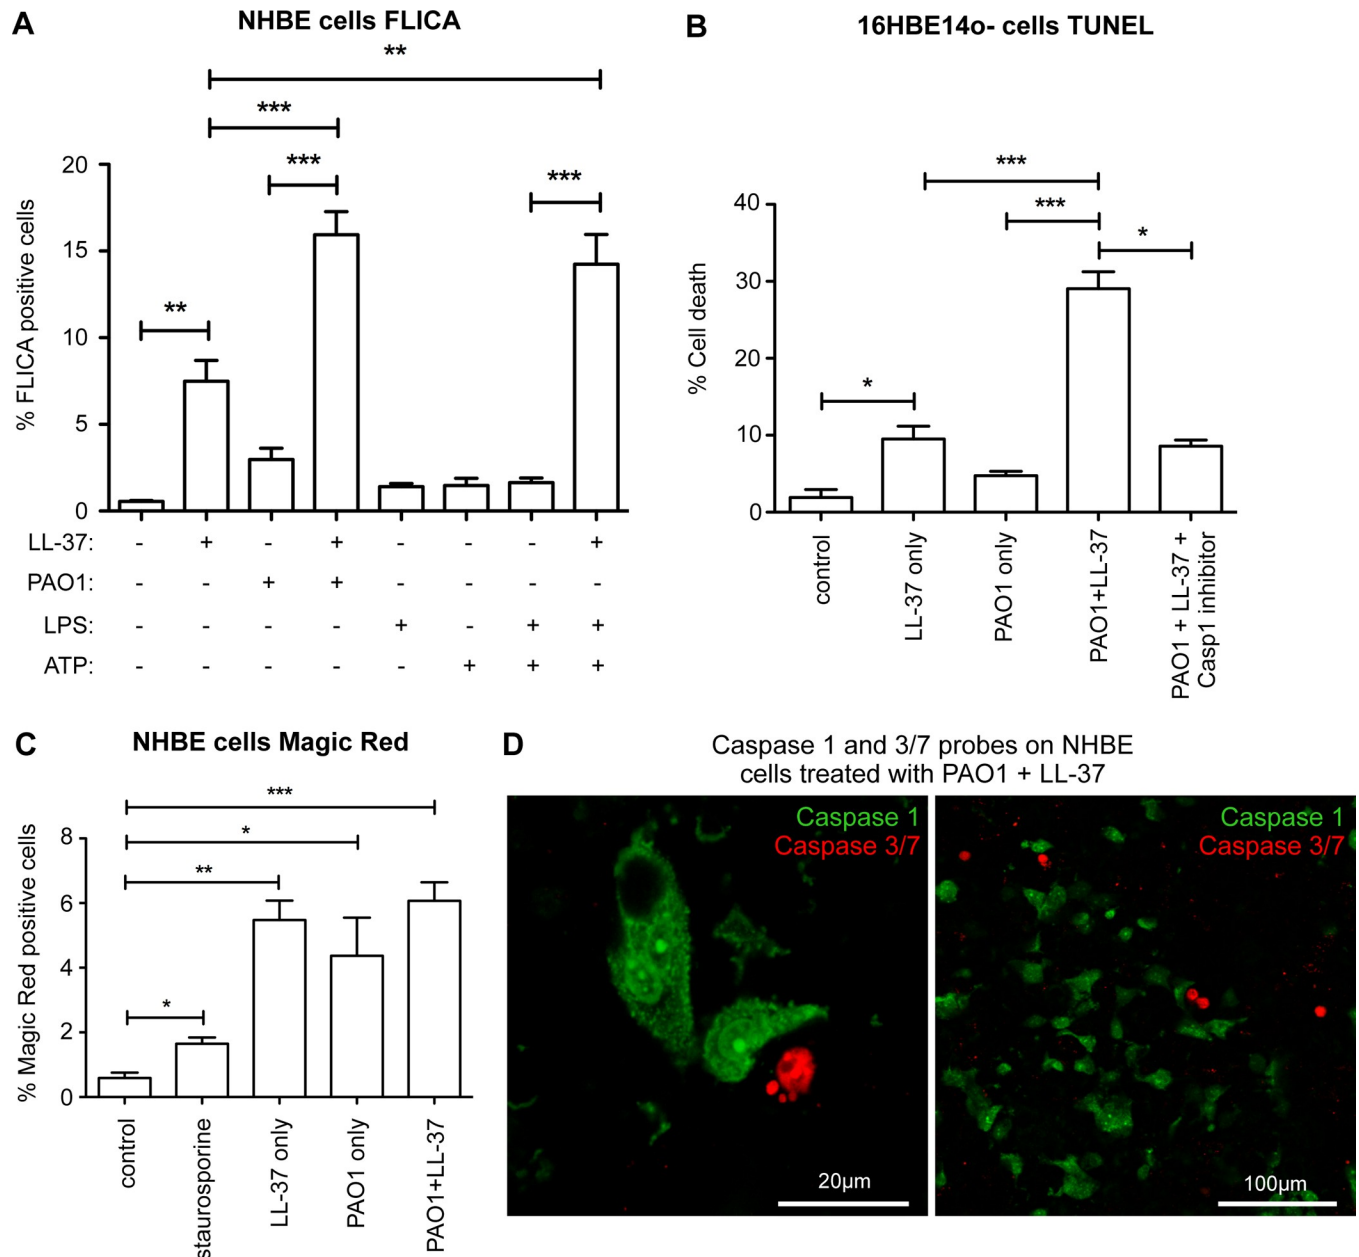 A
NHBE cells FLICA
**
***
***
***
**
% FLICA positive cells
20
15
10
5
0
LL-37: - + - + - - - +
PAO1: - - + + - - - -
LPS: - - - - + - + +
ATP: - - - - - + + +
B
16HBE14o- cells TUNEL
***
***
*
*
% Cell death
40
30
20
10
0
control
LL-37 only
PAO1 only
PAO1+LL-37
PAO1 + LL-37 +
Casp1 inhibitor
C
NHBE cells Magic Red
***
*
**
*
% Magic Red positive cells
8
6
4
2
0
control
staurosporine
LL-37 only
PAO1 only
PAO1+LL-37
D
Caspase 1 and 3/7 probes on NHBE
cells treated with PAO1 + LL-37
Caspase 1
Caspase 3/7
20µm
Caspase 1
Caspase 3/7
100µm